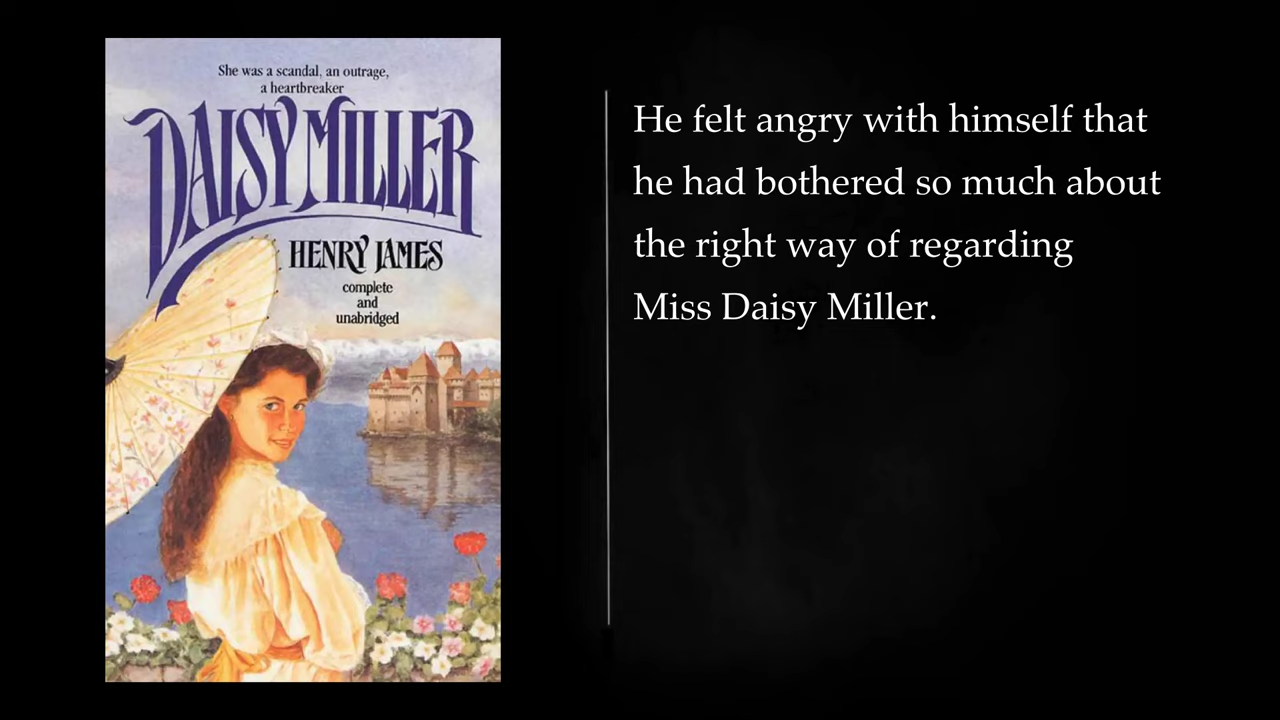 She was a scandal, an outrage,
a heartbreaker
DAISY MILLER
HENRY JAMES
complete
and
unabridged
He felt angry with himself that
he had bothered so much about
the right way of regarding
Miss Daisy Miller.